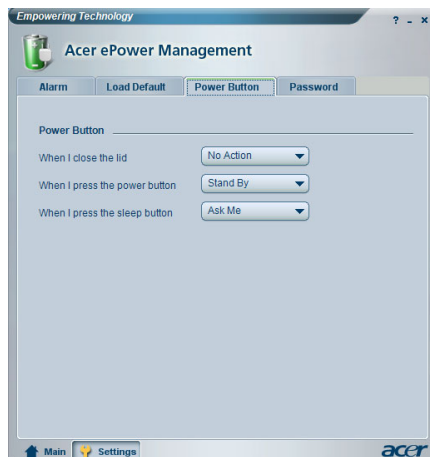 Empowering Technology
? - ×
Acer ePower Management
Alarm Load Default Power Button Password
Power Button
When I close the lid No Action
When I press the power button Stand By
When I press the sleep button Ask Me
Main Settings acer